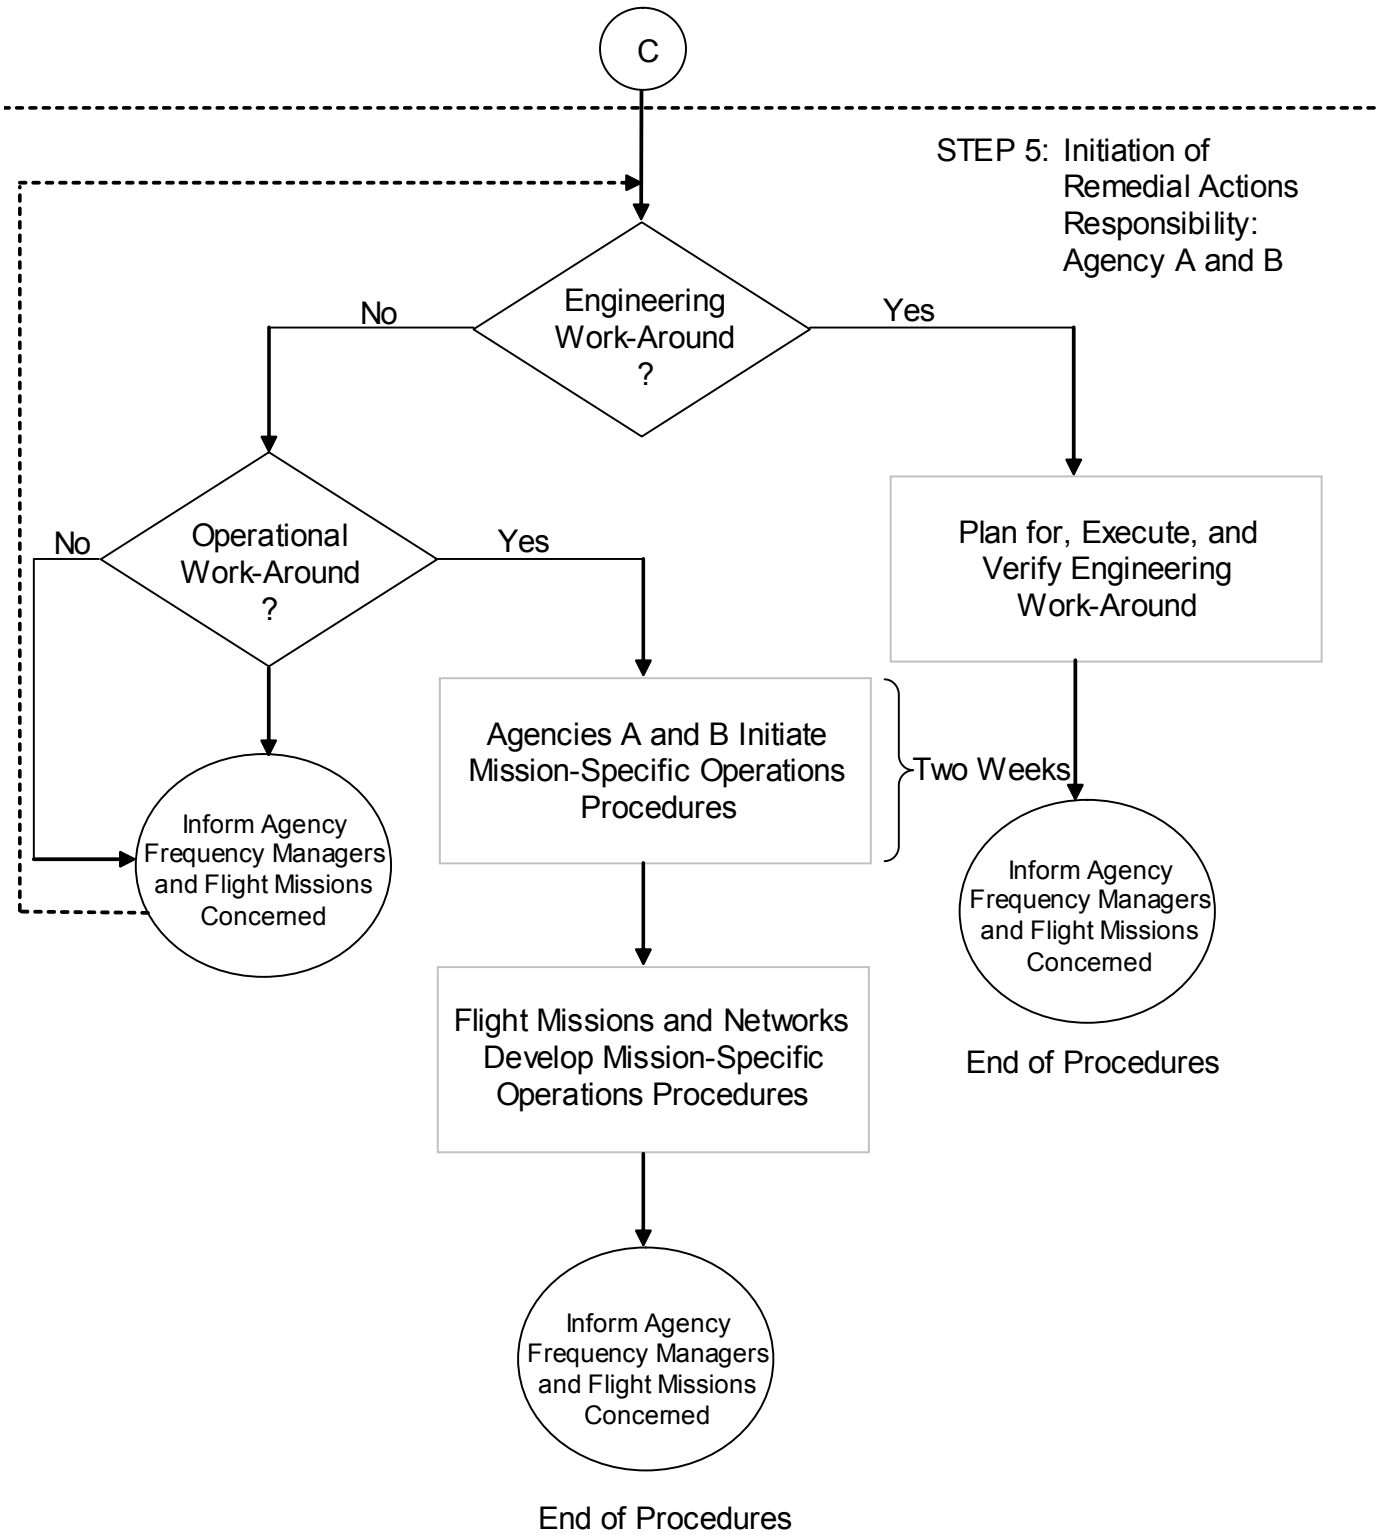 C
STEP 5: Initiation of
Remedial Actions
Responsibility:
Agency A and B
Engineering
Work-Around
?
No
Yes
Operational
Work-Around
?
No
Yes
Plan for, Execute, and
Verify Engineering
Work-Around
Agencies A and B Initiate
Mission-Specific Operations
Procedures
Two Weeks
Inform Agency
Frequency Managers
and Flight Missions
Concerned
Inform Agency
Frequency Managers
and Flight Missions
Concerned
End of Procedures
Flight Missions and Networks
Develop Mission-Specific
Operations Procedures
Inform Agency
Frequency Managers
and Flight Missions
Concerned
End of Procedures